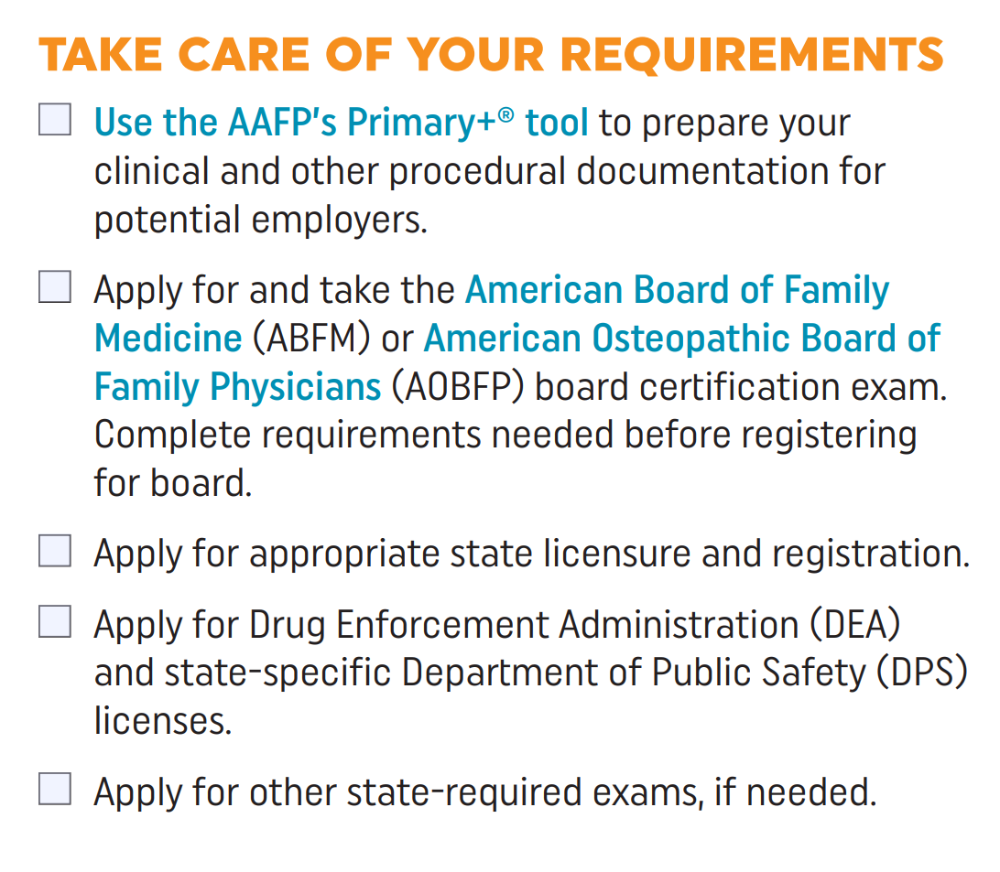 TAKE CARE OF YOUR REQUIREMENTS
Use the AAFP's Primary+® tool to prepare your
clinical and other procedural documentation for
potential employers.
Apply for and take the American Board of Family
Medicine (ABFM) or American Osteopathic Board of
Family Physicians (AOBFP) board certification exam.
Complete requirements needed before registering
for board.
Apply for appropriate state licensure and registration.
Apply for Drug Enforcement Administration (DEA)
and state-specific Department of Public Safety (DPS)
licenses.
Apply for other state-required exams, if needed.